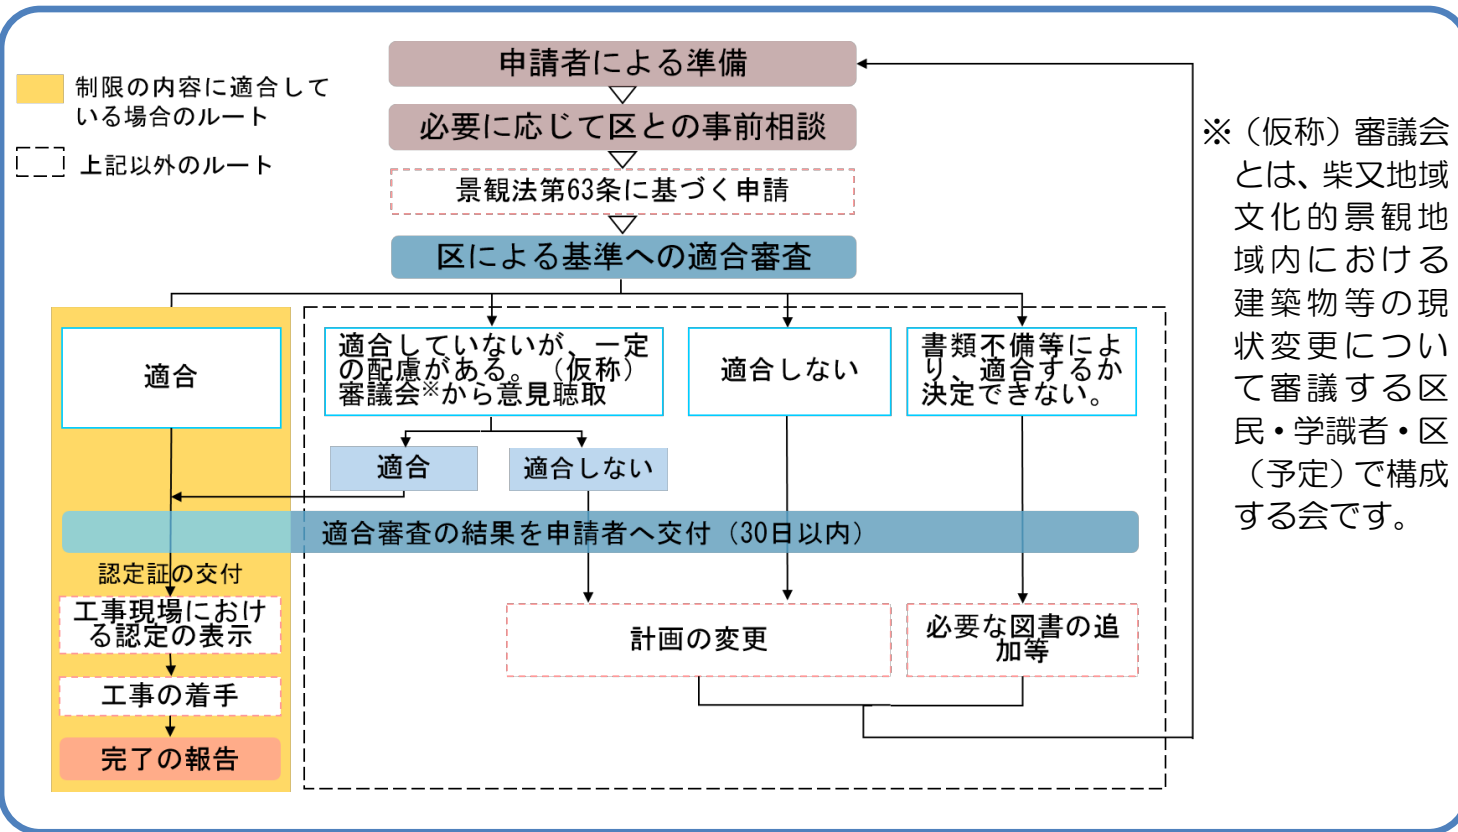 申請者による準備
制限の内容に適合して
いる場合のルート
上記以外のルート
必要に応じて区との事前相談
景観法第63条に基づく申請
区による基準への適合審査
適合
適合していないが、一定
の配慮がある。（仮称）
審議会※から意見聴取
適合しない
書類不備等によ
り、適合するか
決定できない。
適合
適合しない
適合審査の結果を申請者へ交付（30日以内）
認定証の交付
工事現場におけ
る認定の表示
工事の着手
完了の報告
計画の変更
必要な図書の追
加等
※（仮称）審議会
とは、柴又地域
文化的景観地
域内における
建築物等の現
状変更につい
て審議する区
民・学識者・区
（予定）で構成
する会です。